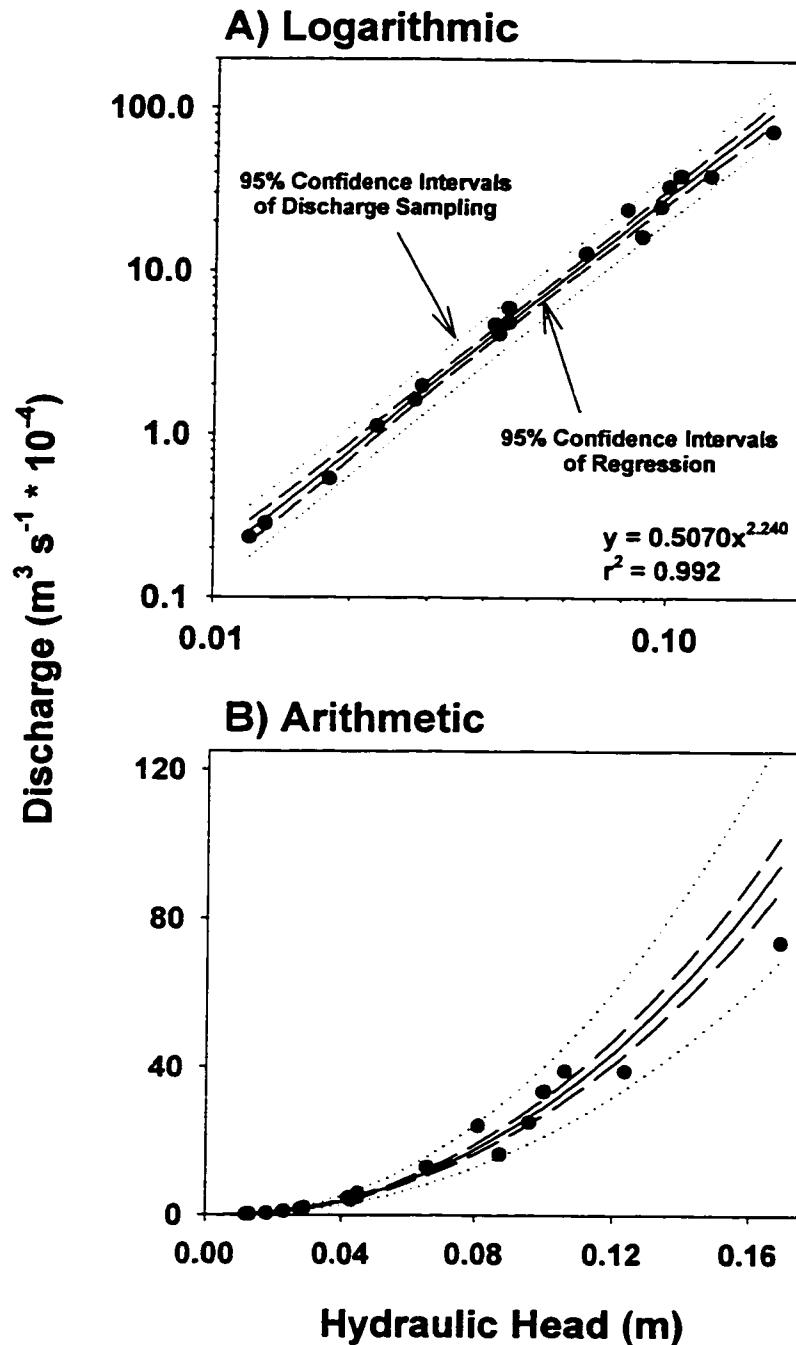 A) Logarithmic
100.0
10.0
1.0
0.1
0.01
0.10
95% Confidence Intervals
of Discharge Sampling
95% Confidence Intervals
of Regression
y = 0.5070x^2.240
r² = 0.992
Discharge (m³ s⁻¹ * 10⁻⁴)
B) Arithmetic
120
80
40
0
0.00
0.04
0.08
0.12
0.16
Hydraulic Head (m)